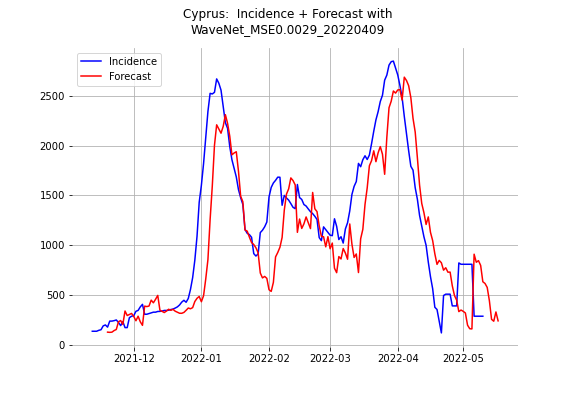 Cyprus:  Incidence + Forecast with
WaveNet_MSE0.0029_20220409
Incidence
Forecast
2500
2000
1500
1000
500
0
2021-12 2022-01 2022-02 2022-03 2022-04 2022-05